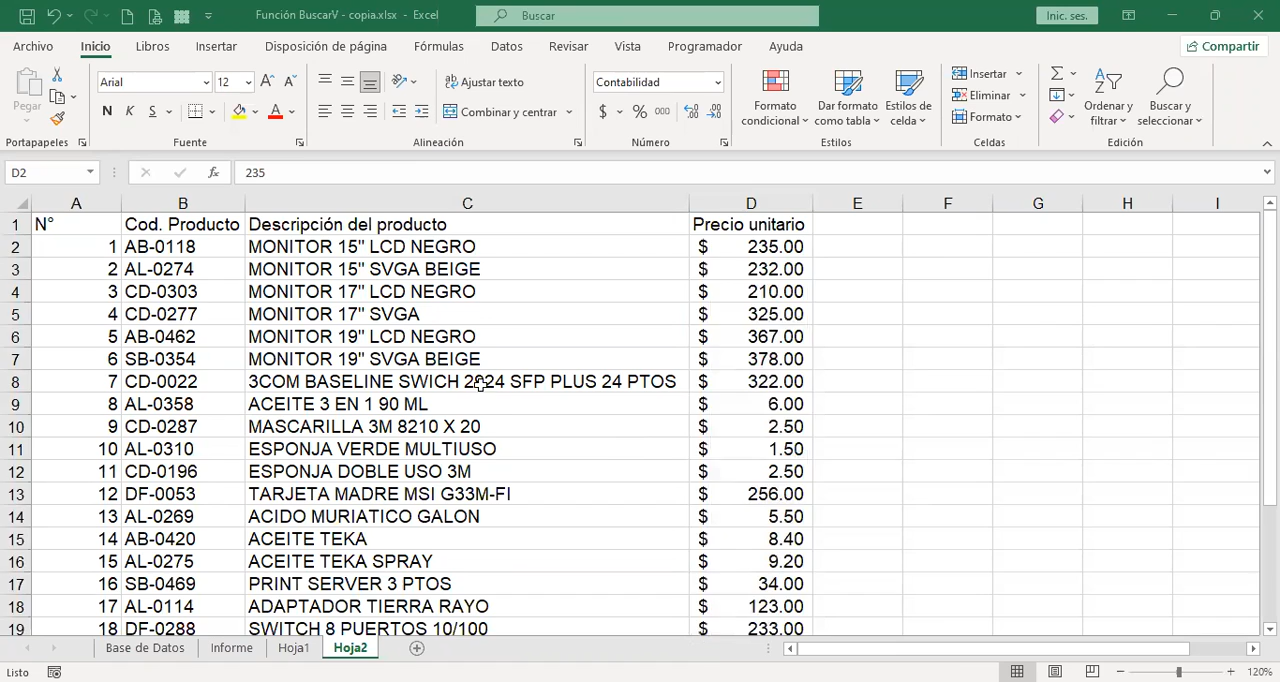 Función BuscarV - copia.xlsx - Excel
Buscar
Inic. ses.
Archivo Inicio Libros Insertar Disposición de página Fórmulas Datos Revisar Vista Programador Ayuda
Compartir
Pegar
Arial 12
N K S
Ajustar texto
Combinar y centrar
Contabilidad
$ % 000
Formato condicional
Dar formato como tabla
Estilos de celda
Insertar
Eliminar
Formato
Ordenar y filtrar
Buscar y seleccionar
Portapapeles Fuente Alineación Número Estilos Celdas Edición
D2 fx 235
A B C D E F G H I
1 N° Cod. Producto Descripción del producto Precio unitario
2 1 AB-0118 MONITOR 15" LCD NEGRO $ 235.00
3 2 AL-0274 MONITOR 15" SVGA BEIGE $ 232.00
4 3 CD-0303 MONITOR 17" LCD NEGRO $ 210.00
5 4 CD-0277 MONITOR 17" SVGA $ 325.00
6 5 AB-0462 MONITOR 19" LCD NEGRO $ 367.00
7 6 SB-0354 MONITOR 19" SVGA BEIGE $ 378.00
8 7 CD-0022 3COM BASELINE SWICH SFP PLUS 24 PTOS $ 322.00
9 8 AL-0358 ACEITE 3 EN 1 90 ML $ 6.00
10 9 CD-0287 MASCARILLA 3M 8210 X 20 $ 2.50
11 10 AL-0310 ESPONJA VERDE MULTIUSO $ 1.50
12 11 CD-0196 ESPONJA DOBLE USO 3M $ 2.50
13 12 DF-0053 TARJETA MADRE MSI G33M-FI $ 256.00
14 13 AL-0269 ACIDO MURIATICO GALON $ 5.50
15 14 AB-0420 ACEITE TEKA $ 8.40
16 15 AL-0275 ACEITE TEKA SPRAY $ 9.20
17 16 SB-0469 PRINT SERVER 3 PTOS $ 34.00
18 17 AL-0114 ADAPTADOR TIERRA RAYO $ 123.00
19 18 DF-0288 SWITCH 8 PUERTOS 10/100 $ 233.00
Base de Datos Informe Hoja1 Hoja2
Listo 120%